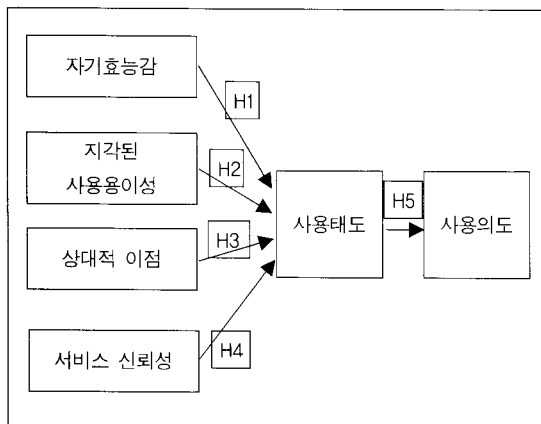 자기효능감
H1
지각된
사용용이성
H2
H3
상대적 이점
서비스 신뢰성
H4
사용태도
H5
사용의도